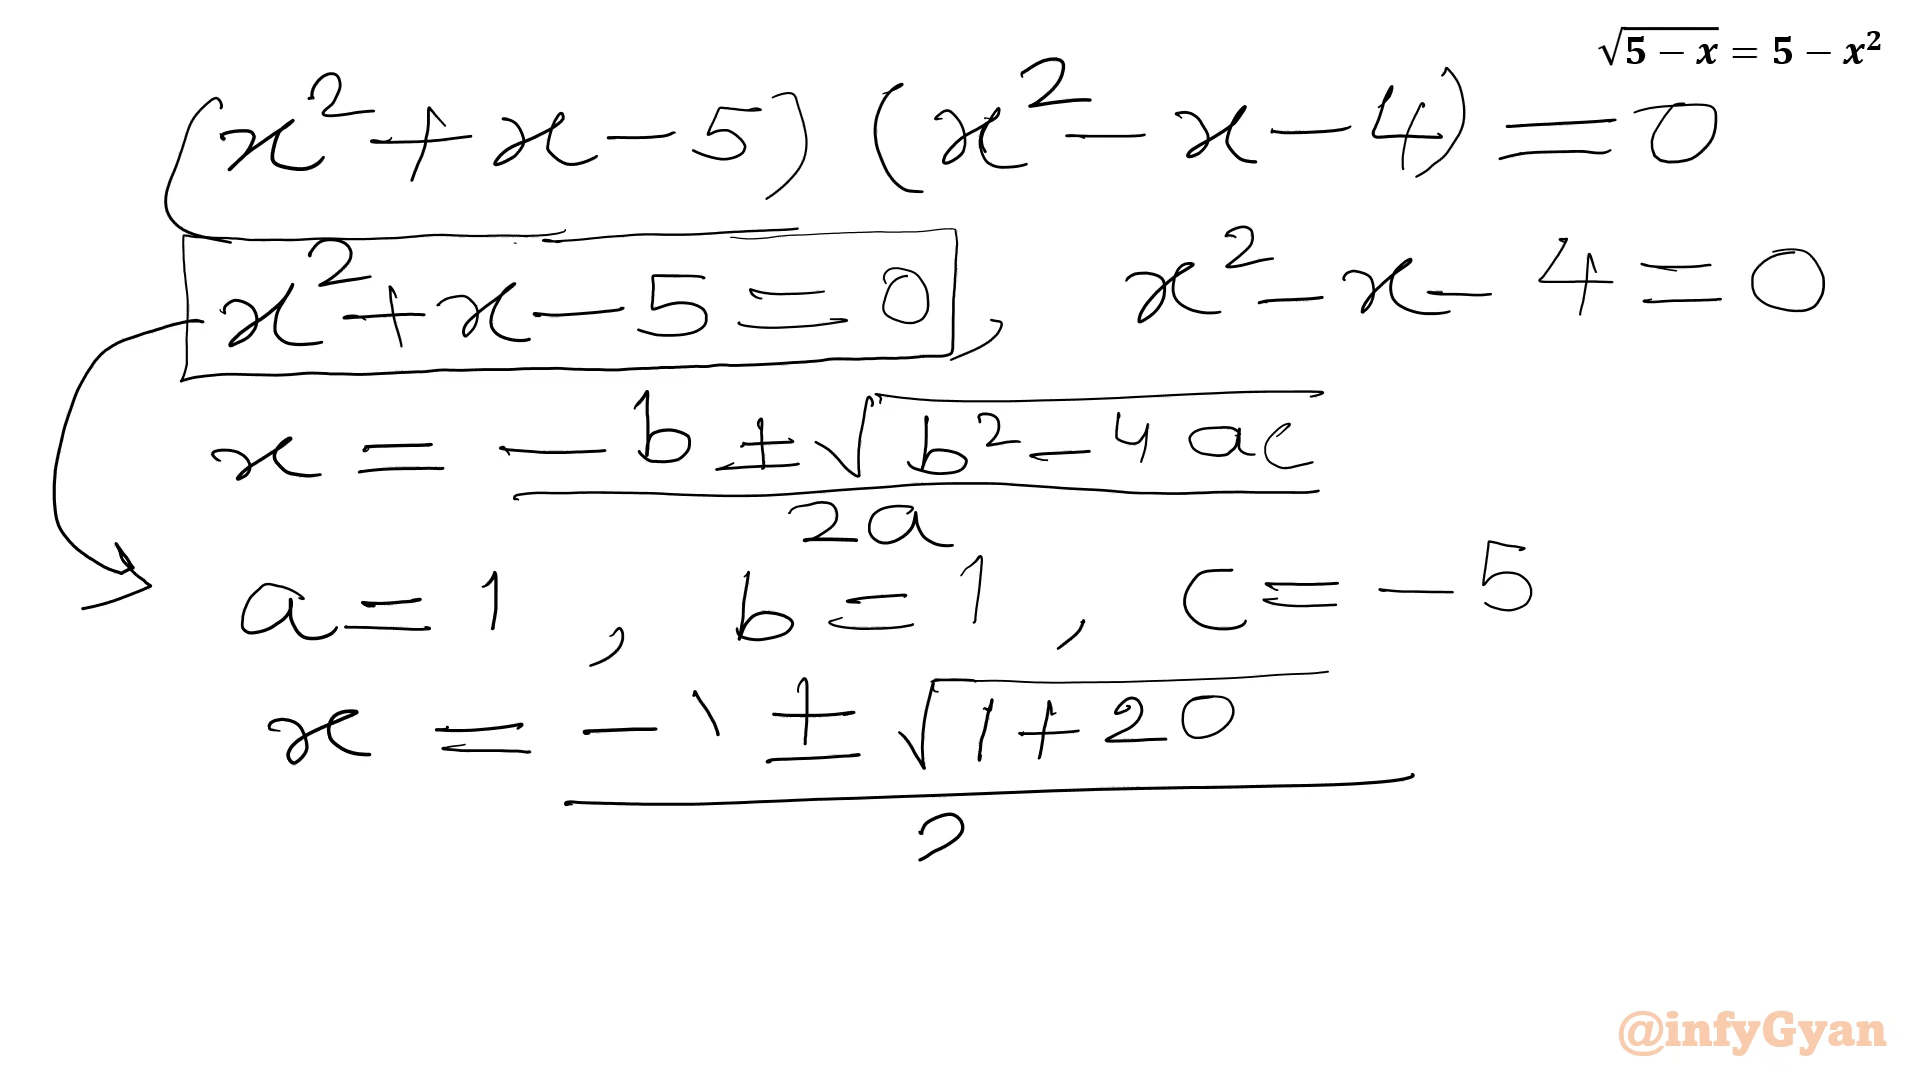 √5 − x = 5 − x²
(x² + x − 5) (x² − x − 4) = 0
x² + x − 5 = 0 , x² − x − 4 = 0
x = −b ± √b² − 4ac
2a
a = 1 , b = 1 , c = −5
x = −1 ± √1 + 20
2
@infyGyan